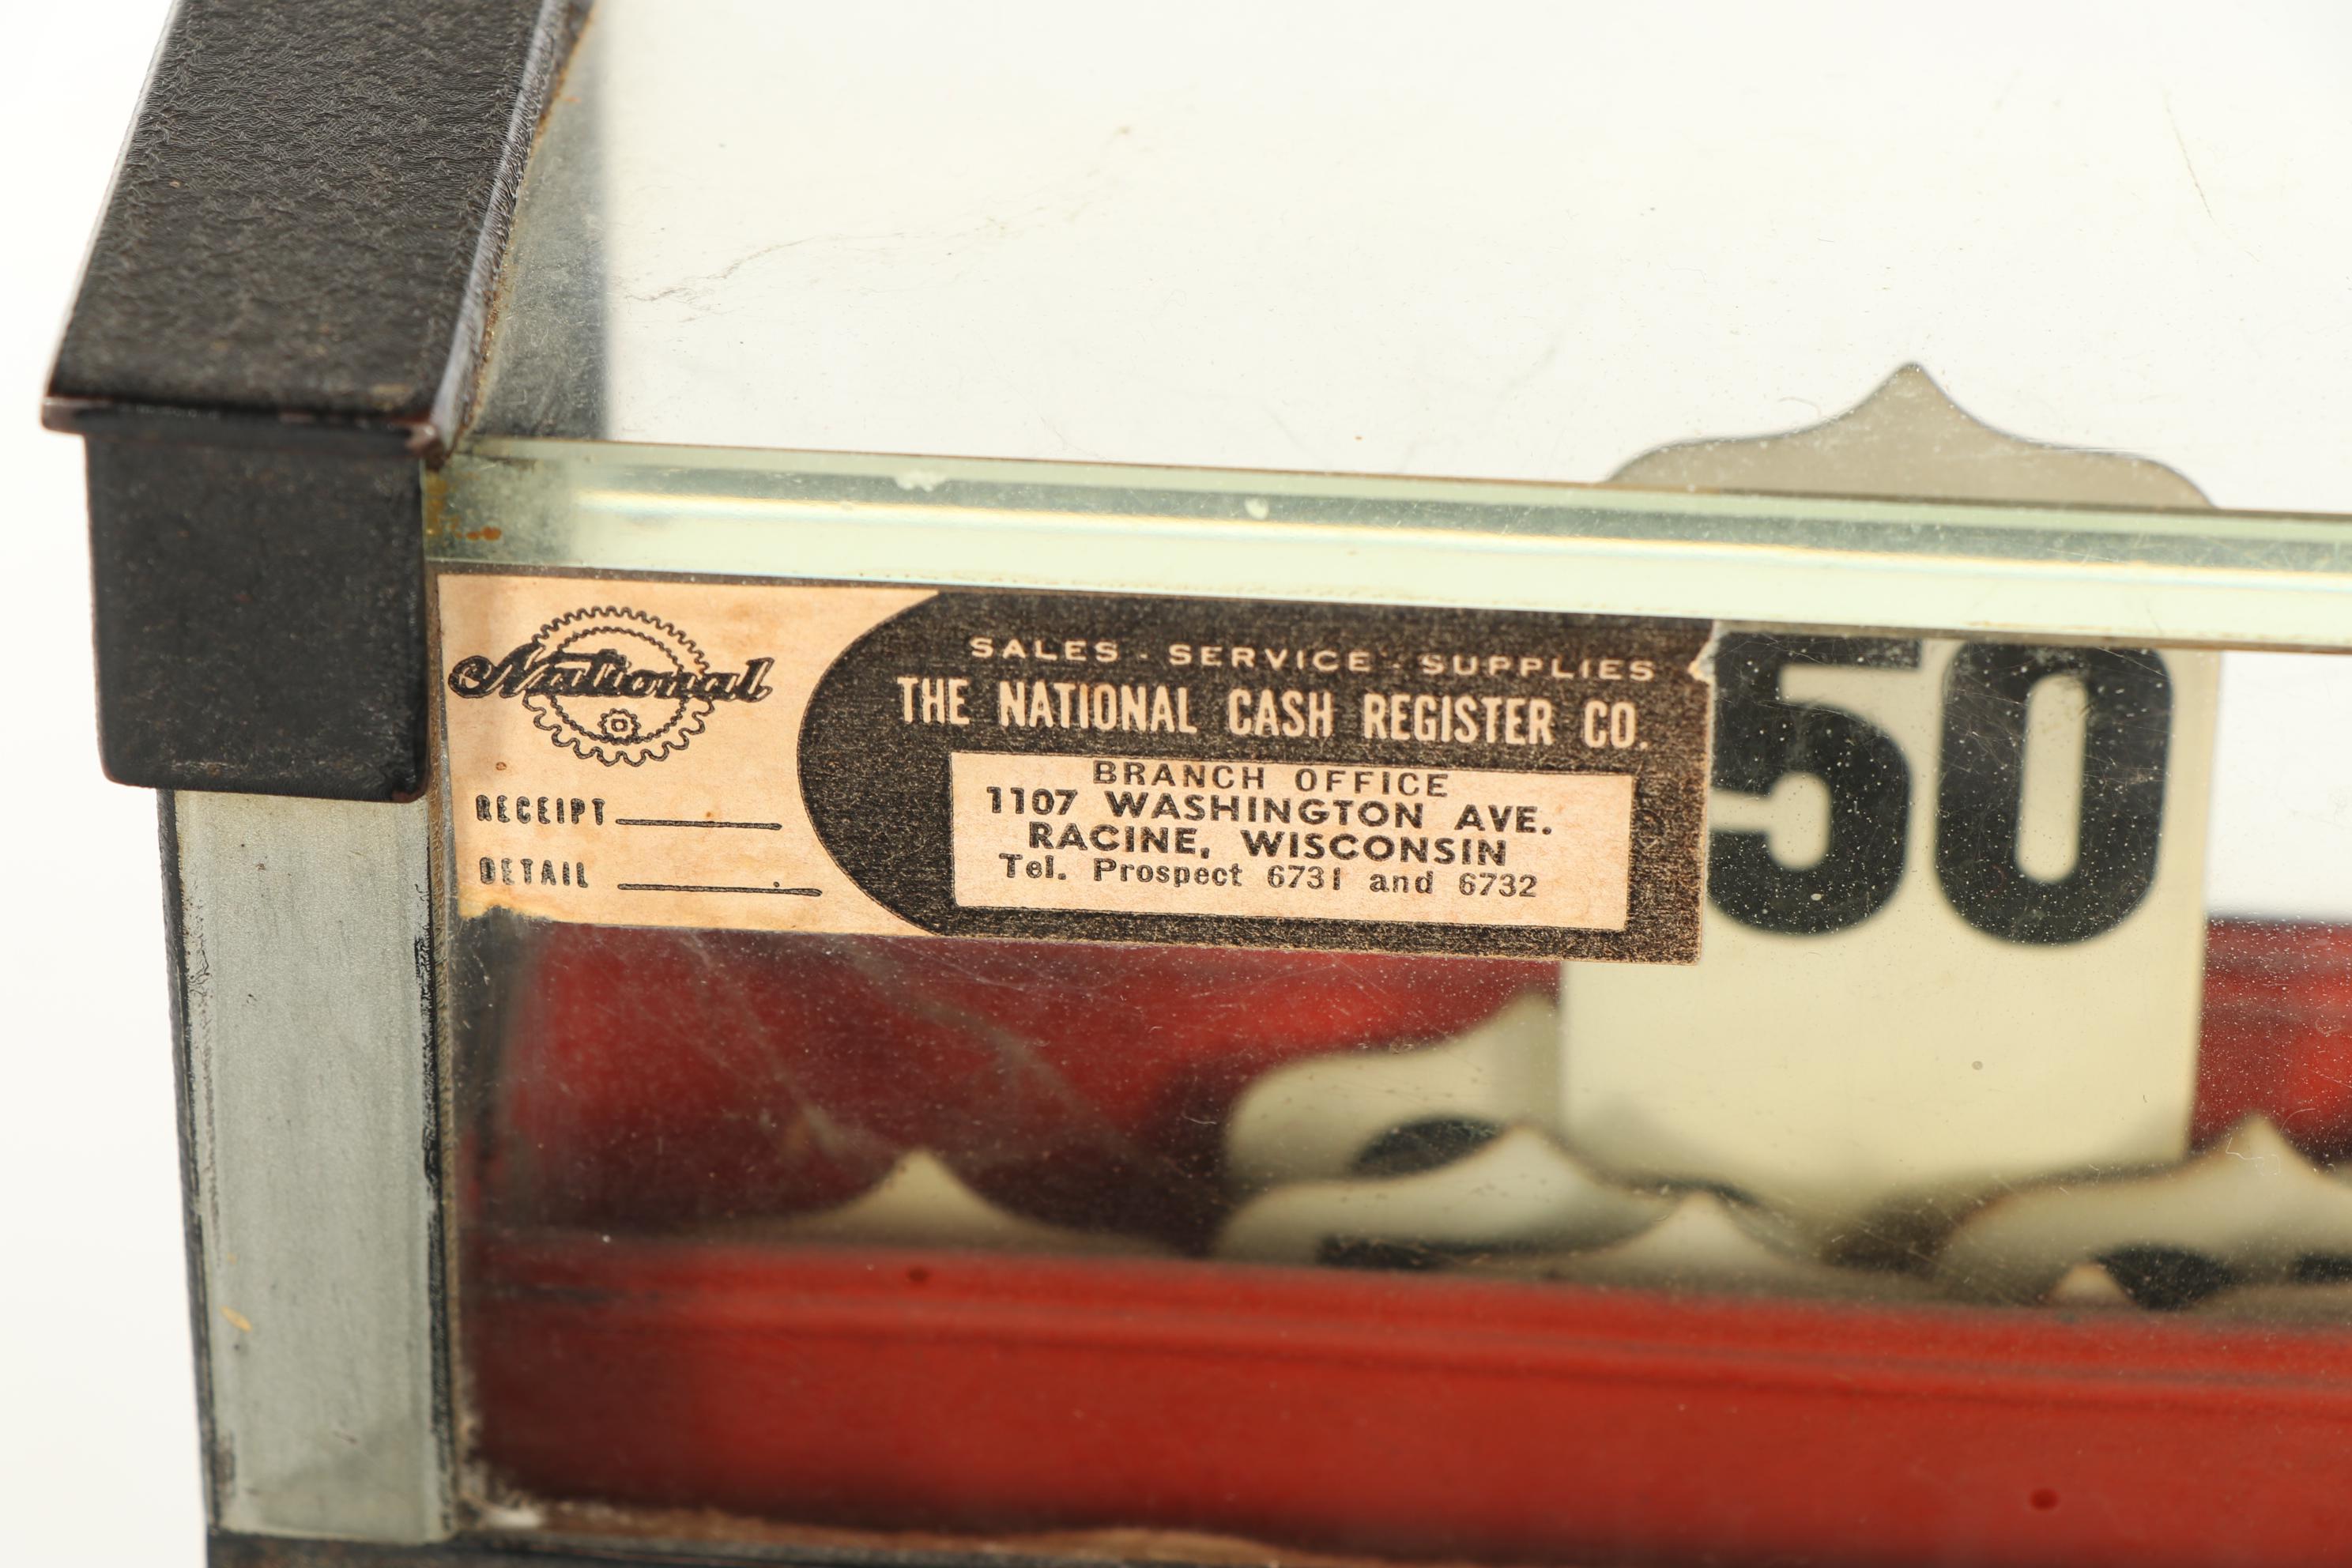 National
RECEIPT
DETAIL
SALES - SERVICE - SUPPLIES
THE NATIONAL CASH REGISTER CO.
BRANCH OFFICE
1107 WASHINGTON AVE.
RACINE, WISCONSIN
Tel. Prospect 6731 and 6732
50